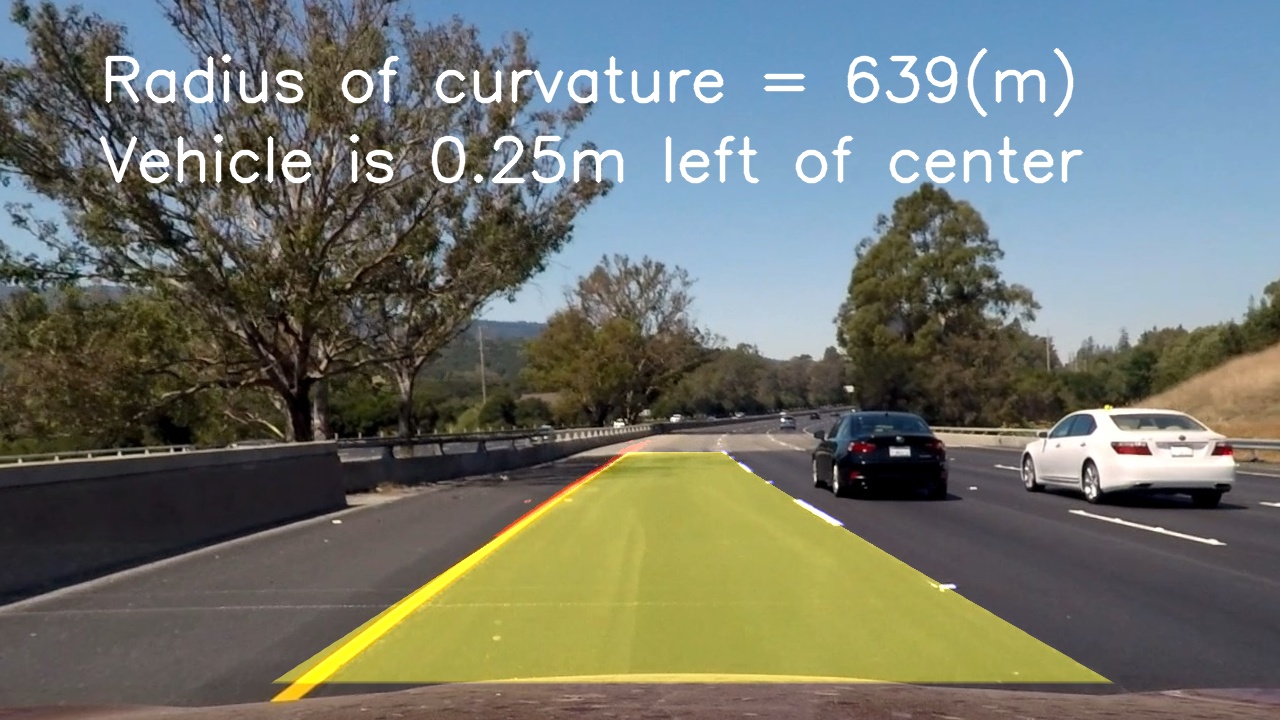 Radius of curvature = 639(m)
Vehicle is 0.25m left of center